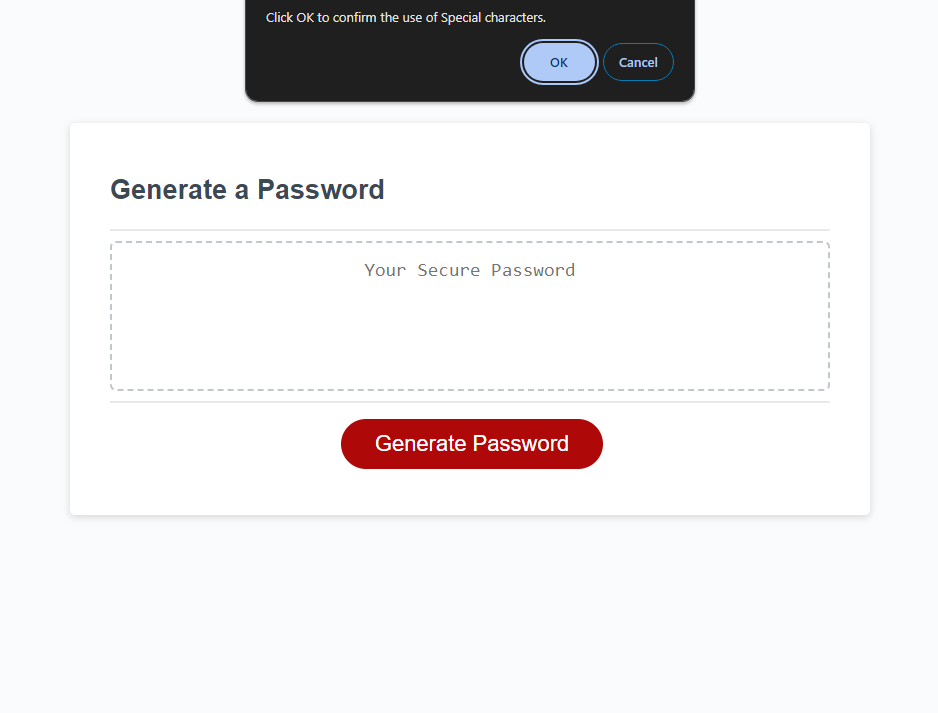 Click OK to confirm the use of Special characters.
OK
Cancel
Generate a Password
Your Secure Password
Generate Password